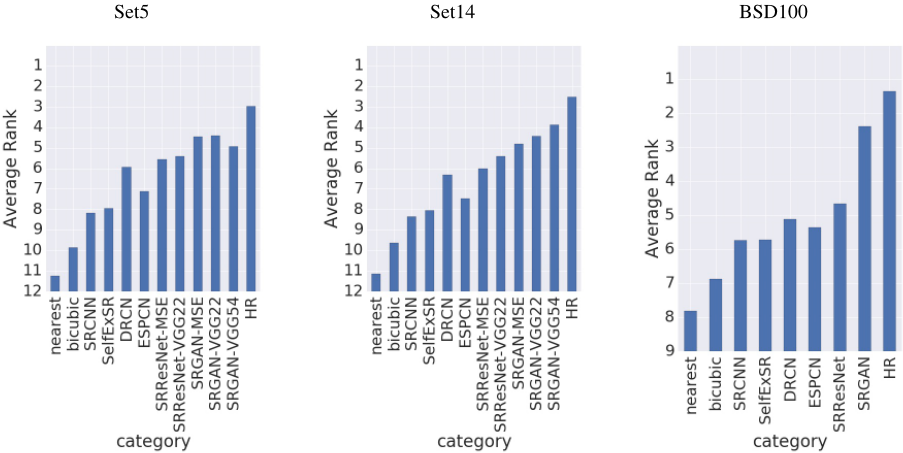 Set5
Set14
BSD100
Average Rank
1
2
3
4
5
6
7
8
9
10
11
12
nearest
bicubic
SRCNN
SelfExSR
DRCN
ESPCN
SRResNet-MSE
SRResNet-VGG22
SRGAN-MSE
SRGAN-VGG22
SRGAN-VGG54
HR
category
Average Rank
1
2
3
4
5
6
7
8
9
10
11
12
nearest
bicubic
SRCNN
SelfExSR
DRCN
ESPCN
SRResNet-MSE
SRResNet-VGG22
SRGAN-MSE
SRGAN-VGG22
SRGAN-VGG54
HR
category
Average Rank
1
2
3
4
5
6
7
8
9
nearest
bicubic
SRCNN
SelfExSR
DRCN
ESPCN
SRResNet
SRGAN
HR
category